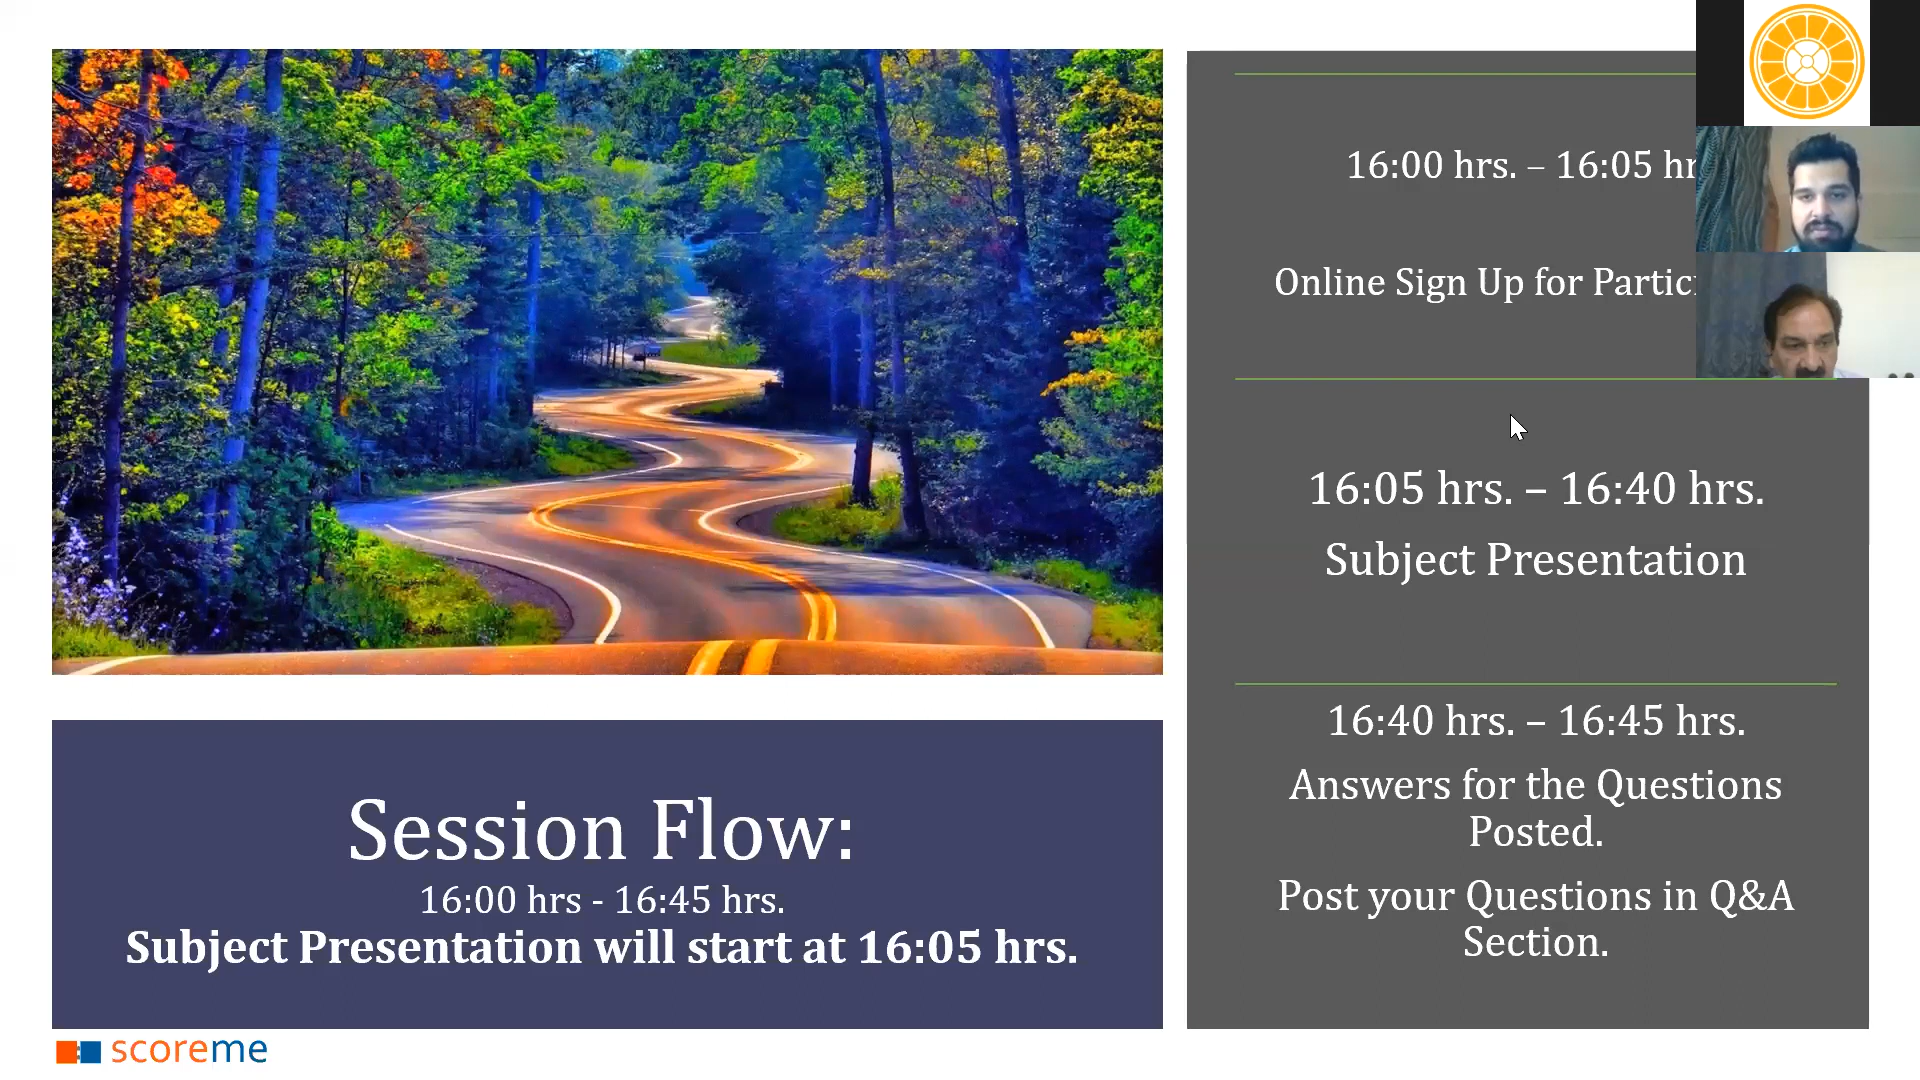 16:00 hrs. – 16:05
Online Sign Up for
16:05 hrs. – 16:40 hrs.
Subject Presentation
16:40 hrs. – 16:45 hrs.
Answers for the Questions
Posted.
Post your Questions in Q&A
Section.
Session Flow:
16:00 hrs - 16:45 hrs.
Subject Presentation will start at 16:05 hrs.
scoreme